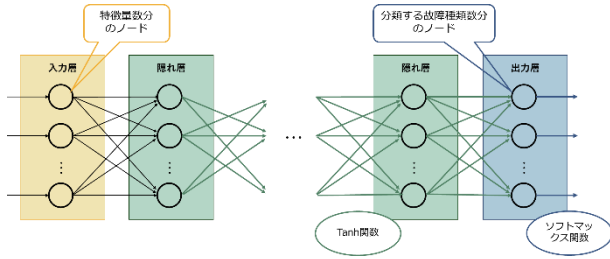 特徴量数分
のノード
分類する故障種類数分
のノード
入力層
隠れ層
隠れ層
出力層
…
⋮
⋮
⋮
⋮
Tanh関数
ソフトマッ
クス関数